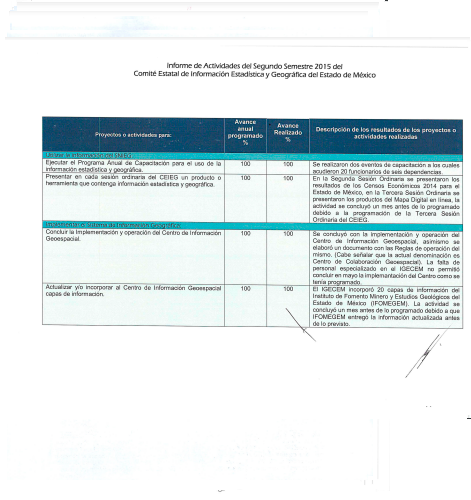 Informe de Actividades del Segundo Semestre 2015 del
Comité Estatal de Información Estadística y Geográfica del Estado de México
Proyectos o actividades para:
Avance anual programado %
Avance Realizado %
Descripción de los resultados de los proyectos o actividades realizadas
Ejecutar el Programa Anual de Capacitación para el uso de la
información estadística y geográfica.
100
100
Se realizaron dos eventos de capacitación a los cuales
acudieron 20 funcionarios de seis dependencias.
Presentar en cada sesión ordinaria del CEIEG un producto o
herramienta que contenga información estadística y geográfica.
100
100
En la Segunda Sesión Ordinaria se presentaron los
resultados de los Censos Económicos 2014 para el
Estado de México, en la Tercera Sesión Ordinaria se
presentaron los productos del Mapa Digital en línea, la
actividad se concluyó un mes antes de lo programado
debido a la programación de la Tercera Sesión
Ordinaria del CEIEG.
Concluir la Implementación y operación del Centro de Información
Geoespacial.
100
100
Se concluyó con la Implementación y operación del
Centro de Información Geoespacial, asimismo se
elaboró un documento con las Reglas de operación del
mismo. (Cabe señalar que la actual denominación es
Centro de Colaboración Geoespacial). La falta de
personal especializado en el IGECEM no permitió
concluir en mayo la implementación del Centro como se
tenía programado.
Actualizar y/o incorporar al Centro de Información Geoespacial
capas de información.
100
100
El IGECEM incorporó 20 capas de información del
Instituto de Fomento Minero y Estudios Geológicos del
Estado de México (IFOMEGEM). La actividad se
concluyó un mes antes de lo programado debido a que
IFOMEGEM entregó la información actualizada antes
de lo previsto.